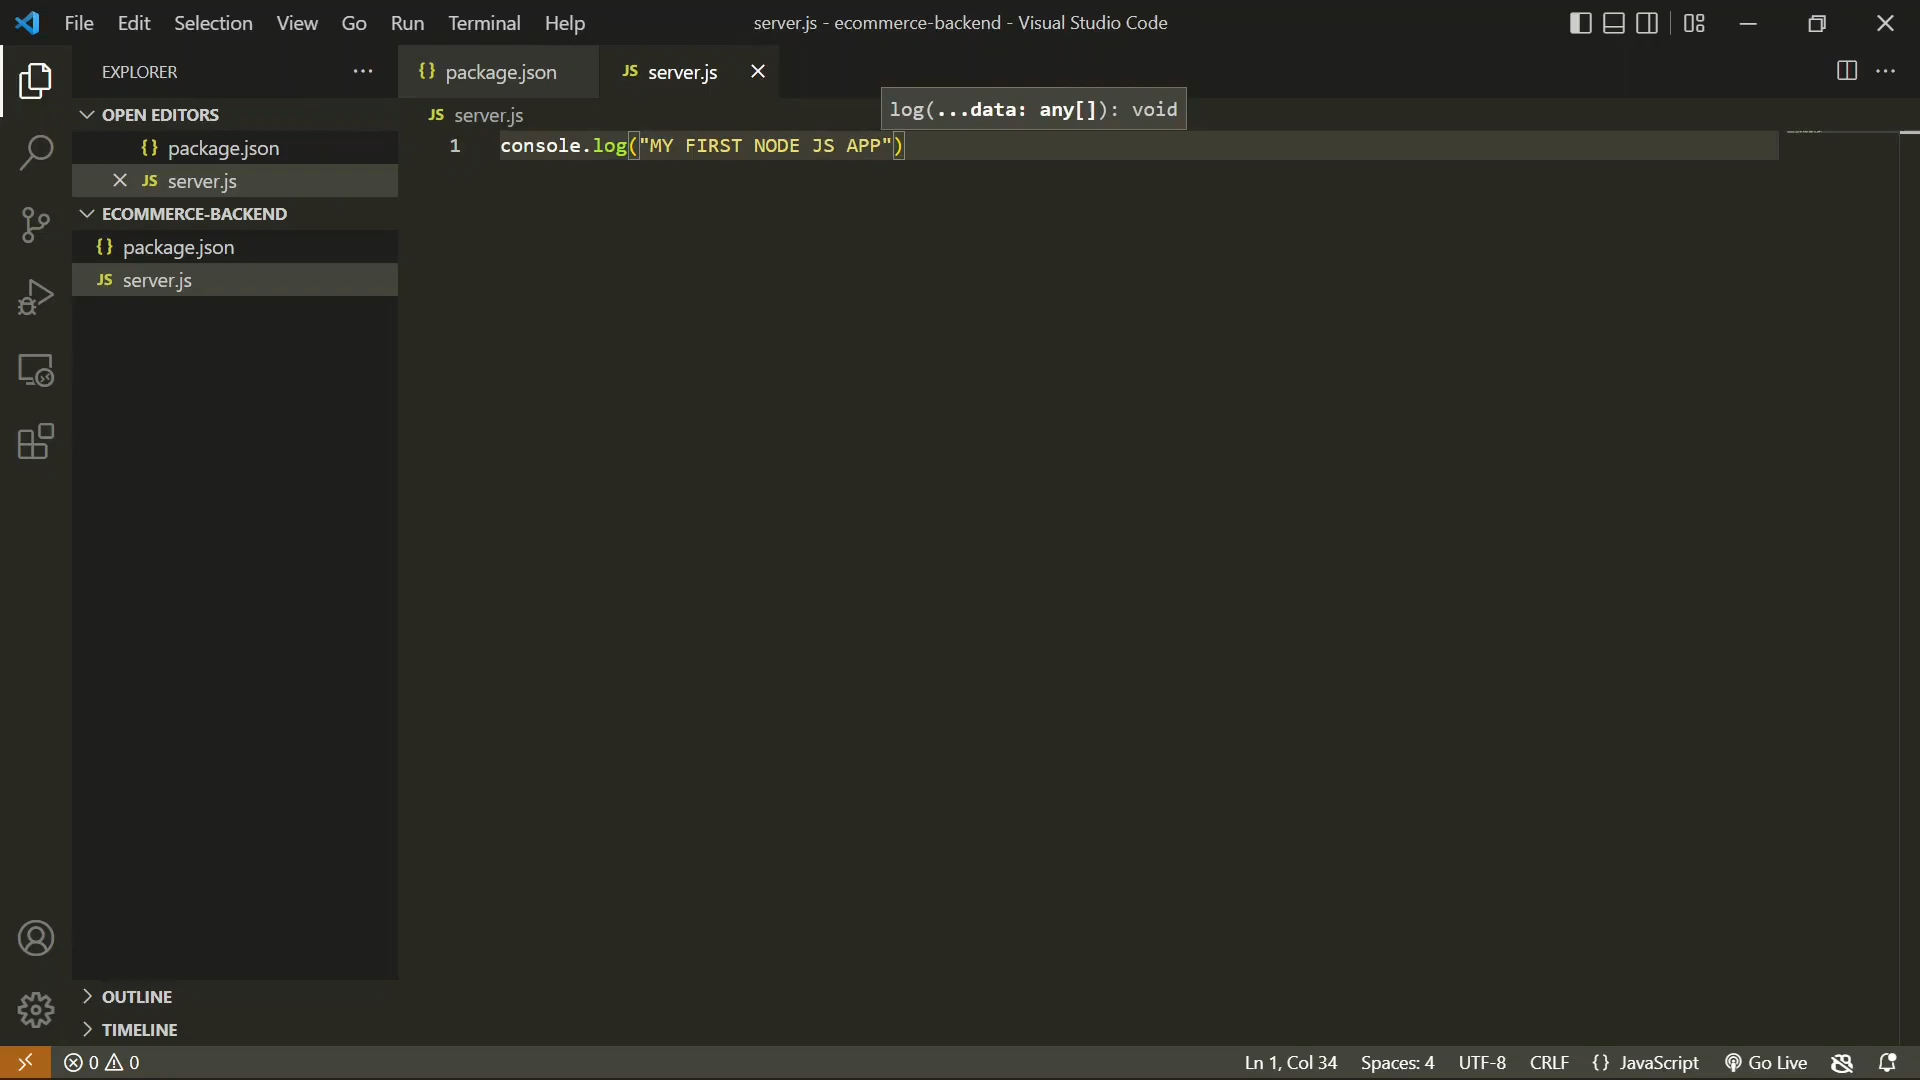 File Edit Selection View Go Run Terminal Help
server.js - ecommerce-backend - Visual Studio Code
EXPLORER
{} package.json
JS server.js
OPEN EDITORS
{} package.json
JS server.js
ECOMMERCE-BACKEND
{} package.json
JS server.js
JS server.js
log(...data: any[]): void
1 console.log("MY FIRST NODE JS APP")
OUTLINE
TIMELINE
0 0
Ln 1, Col 34 Spaces: 4 UTF-8 CRLF {} JavaScript Go Live